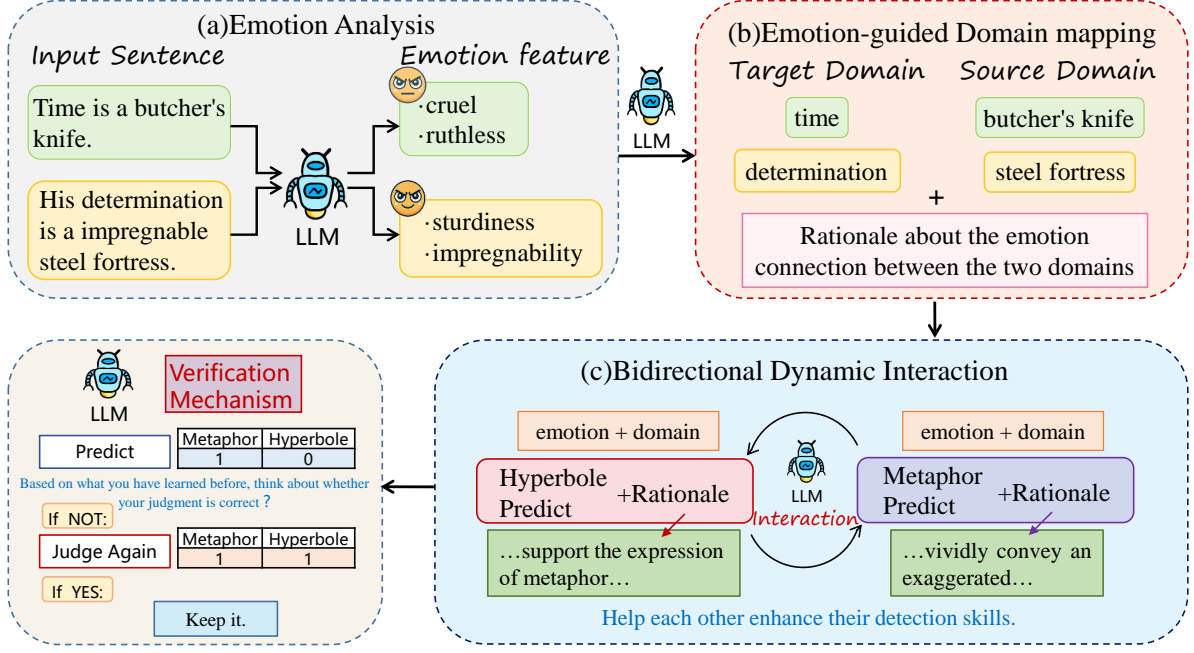 (a)Emotion Analysis
Input Sentence
Emotion feature
Time is a butcher's
knife.
·cruel
·ruthless
His determination
is a impregnable
steel fortress.
LLM
·sturdiness
·impregnability
LLM
(b)Emotion-guided Domain mapping
Target Domain
Source Domain
time
butcher's knife
determination
steel fortress
+
Rationale about the emotion
connection between the two domains
(c)Bidirectional Dynamic Interaction
emotion + domain
emotion + domain
Hyperbole
Predict
+Rationale
LLM
Interaction
Metaphor
Predict
+Rationale
…support the expression
of metaphor…
…vividly convey an
exaggerated…
Help each other enhance their detection skills.
LLM
Verification
Mechanism
Predict
Metaphor Hyperbole
1 0
Based on what you have learned before, think about whether
your judgment is correct？
If NOT:
Judge Again
Metaphor Hyperbole
1 1
If YES:
Keep it.